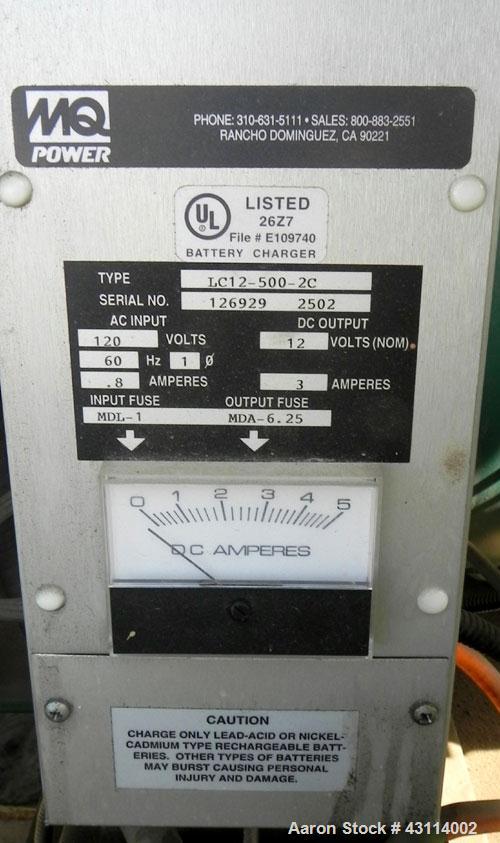 MQ
POWER
PHONE: 310-631-5111 • SALES: 800-883-2551
RANCHO DOMINGUEZ, CA 90221
UL
LISTED
26Z7
File # E109740
BATTERY CHARGER
TYPE LC12-500-2C
SERIAL NO. 126929 2502
AC INPUT DC OUTPUT
120 VOLTS 12 VOLTS (NOM)
60 Hz 1 Ø
.8 AMPERES 3 AMPERES
INPUT FUSE OUTPUT FUSE
MDL-1 MDA-6.25
0 1 2 3 4 5
DC AMPERES
CAUTION
CHARGE ONLY LEAD-ACID OR NICKEL-
CADMIUM TYPE RECHARGEABLE BATT-
ERIES. OTHER TYPES OF BATTERIES
MAY BURST CAUSING PERSONAL
INJURY AND DAMAGE.
Aaron Stock # 43114002